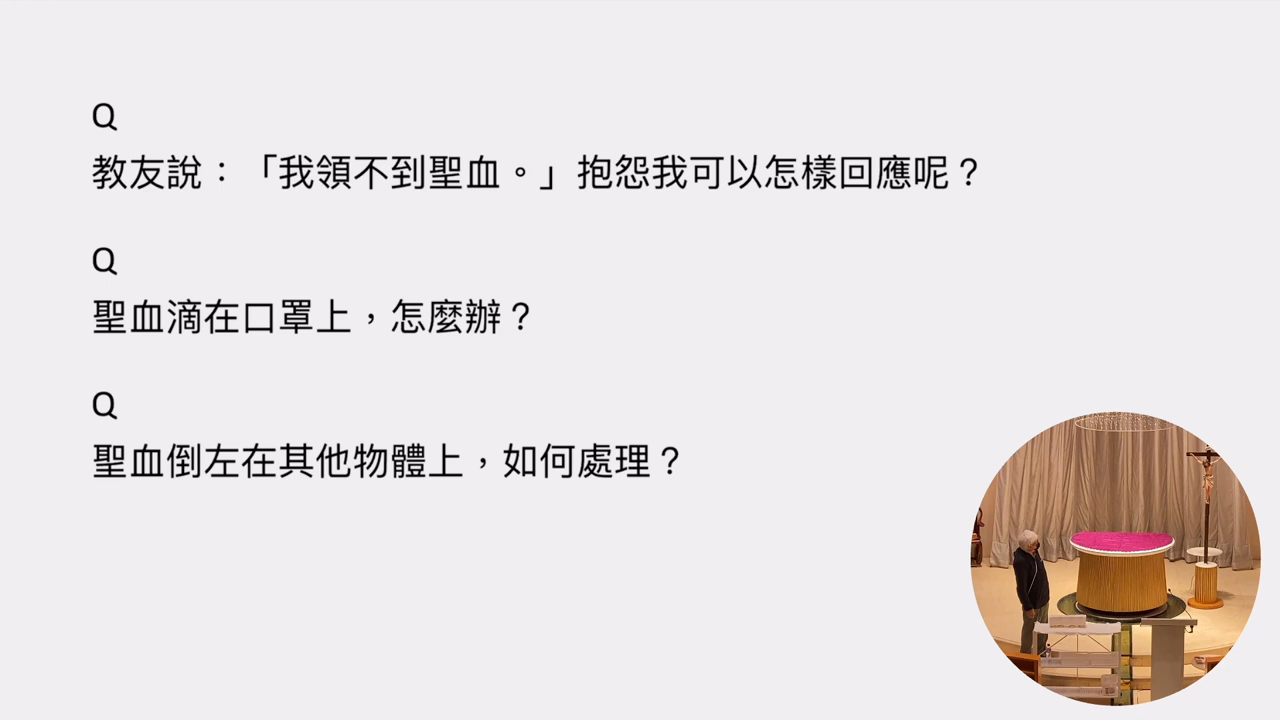 Q
教友說：「我領不到聖血。」抱怨我可以怎樣回應呢？
Q
聖血滴在口罩上，怎麼辦？
Q
聖血倒左在其他物體上，如何處理？